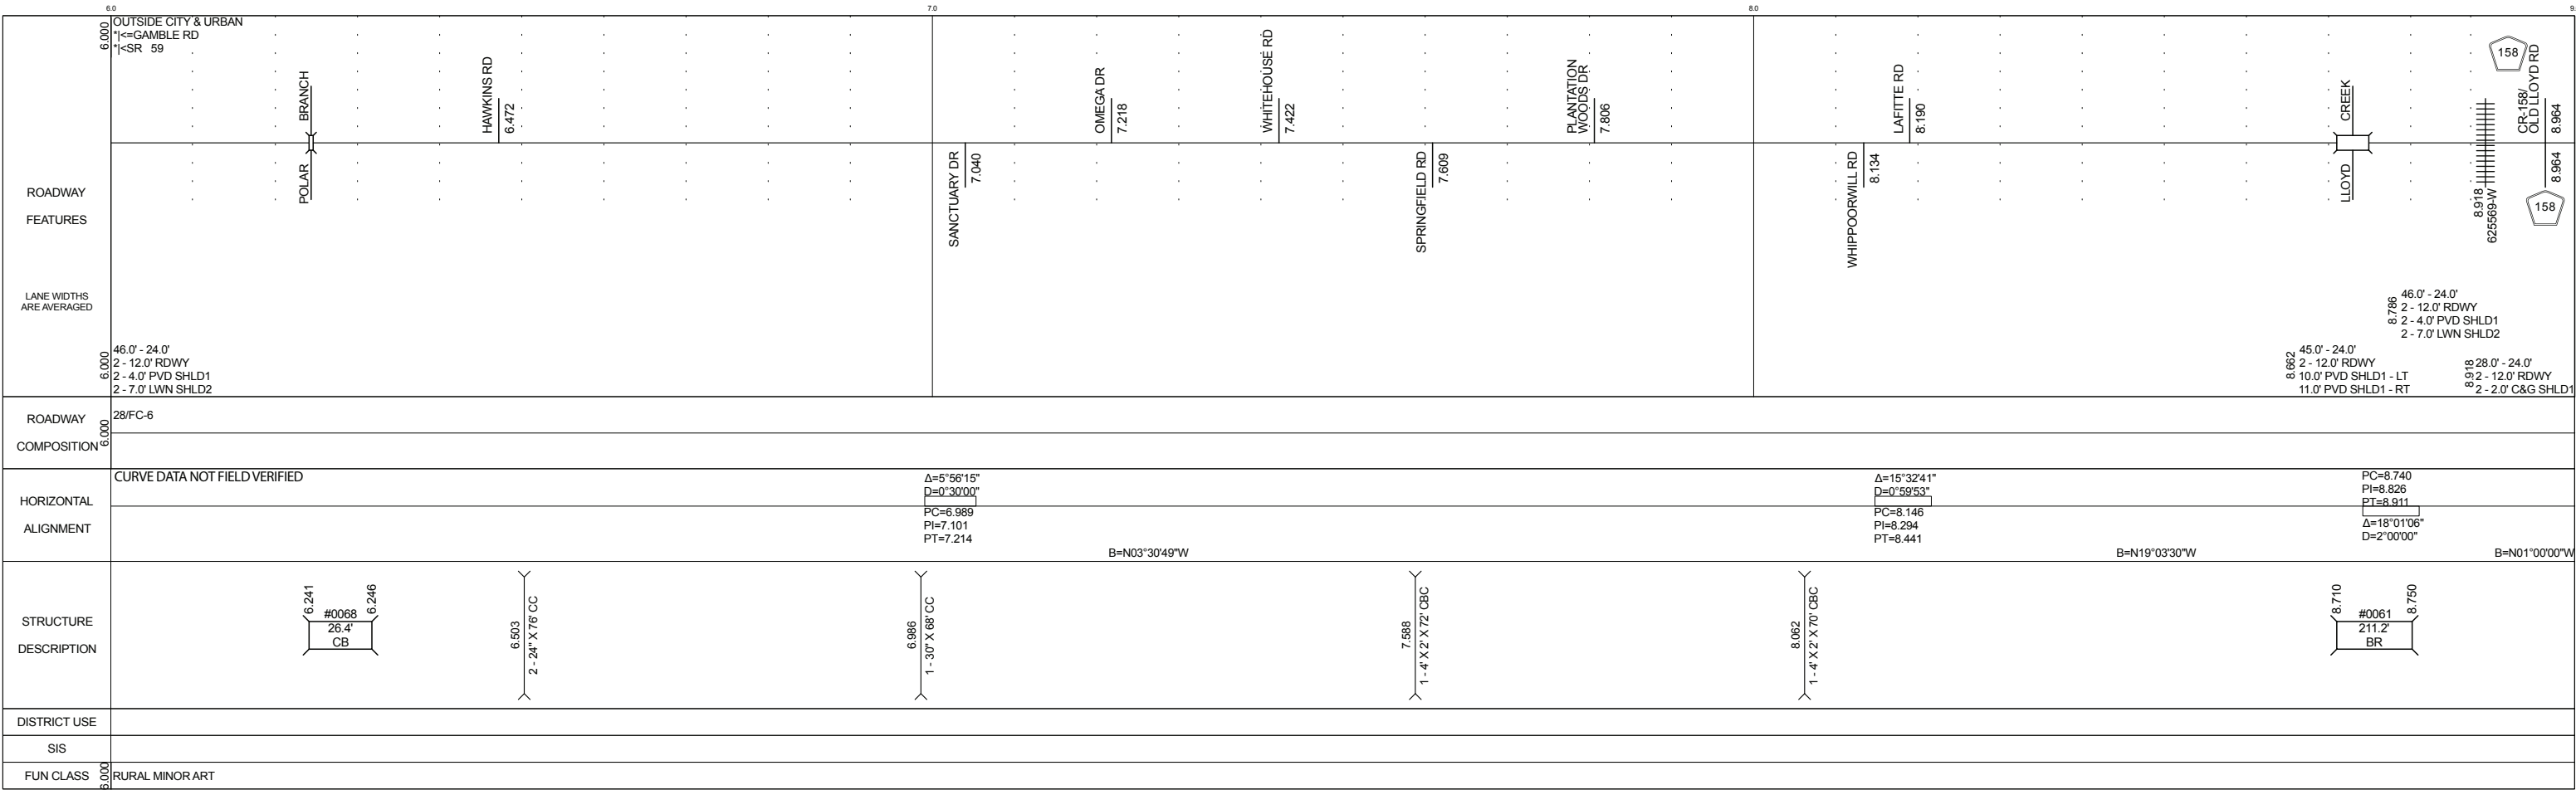 6.0
7.0
8.0
9.
6.000
OUTSIDE CITY & URBAN
*|<=GAMBLE RD
*|<SR 59
BRANCH
POLAR
HAWKINS RD
6.472
SANCTUARY DR
7.040
OMEGA DR
7.218
WHITEHOUSE RD
7.422
SPRINGFIELD RD
7.609
PLANTATION
WOODS DR
7.806
WHIPPOORWILL RD
8.134
LAFITTE RD
8.190
CREEK
LLOYD
8.918
625569-W
158
CR-158/
OLD LLOYD RD
8.964
8.964
158
ROADWAY
FEATURES
LANE WIDTHS
ARE AVERAGED
6.000
46.0' - 24.0'
2 - 12.0' RDWY
2 - 4.0' PVD SHLD1
2 - 7.0' LWN SHLD2
8.662
45.0' - 24.0'
2 - 12.0' RDWY
10.0' PVD SHLD1 - LT
11.0' PVD SHLD1 - RT
8.786
46.0' - 24.0'
2 - 12.0' RDWY
2 - 4.0' PVD SHLD1
2 - 7.0' LWN SHLD2
8.918
28.0' - 24.0'
2 - 12.0' RDWY
2 - 2.0' C&G SHLD1
ROADWAY
COMPOSITION
6.000
28/FC-6
HORIZONTAL
ALIGNMENT
CURVE DATA NOT FIELD VERIFIED
Δ=5°56'15"
D=0°30'00"
PC=6.989
PI=7.101
PT=7.214
B=N03°30'49"W
Δ=15°32'41"
D=0°59'53"
PC=8.146
PI=8.294
PT=8.441
B=N19°03'30"W
PC=8.740
PI=8.826
PT=8.911
Δ=18°01'06"
D=2°00'00"
B=N01°00'00"W
STRUCTURE
DESCRIPTION
6.241
6.246
#0068
26.4'
CB
6.503
2 - 24" X 76' CC
6.986
1 - 30" X 68' CC
7.588
1 - 4' X 2' X 72' CBC
8.062
1 - 4' X 2' X 70' CBC
8.710
8.750
#0061
211.2'
BR
DISTRICT USE
SIS
FUN CLASS
6.000
RURAL MINOR ART